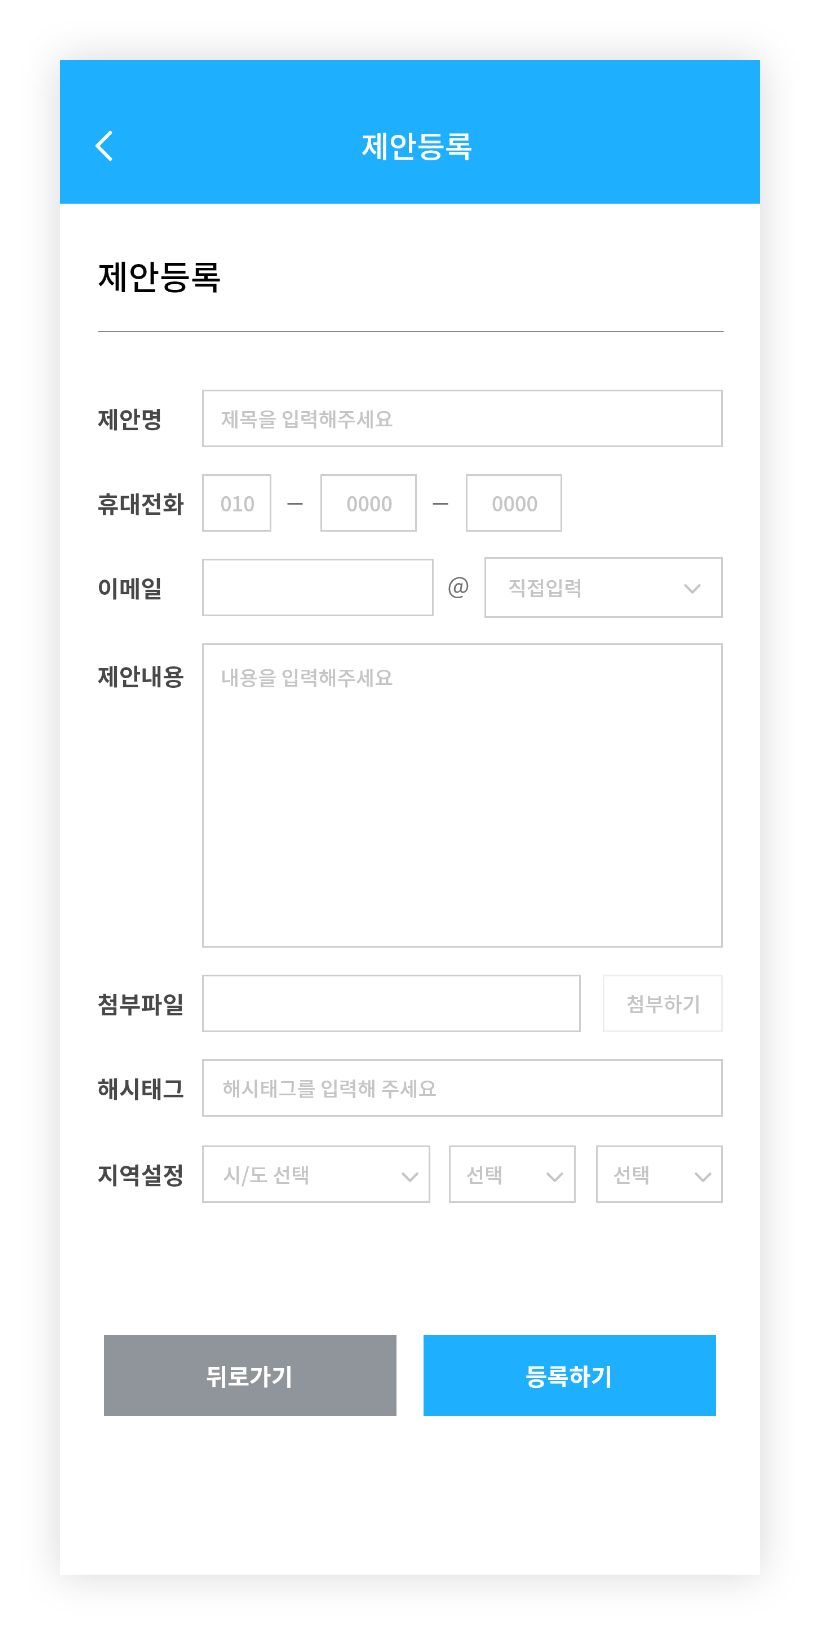 제안등록
제안등록
제안명 제목을 입력해주세요
휴대전화 010 — 0000 — 0000
이메일 @ 직접입력
제안내용 내용을 입력해주세요
첨부파일 첨부하기
해시태그 해시태그를 입력해 주세요
지역설정 시/도 선택 선택 선택
뒤로가기 등록하기